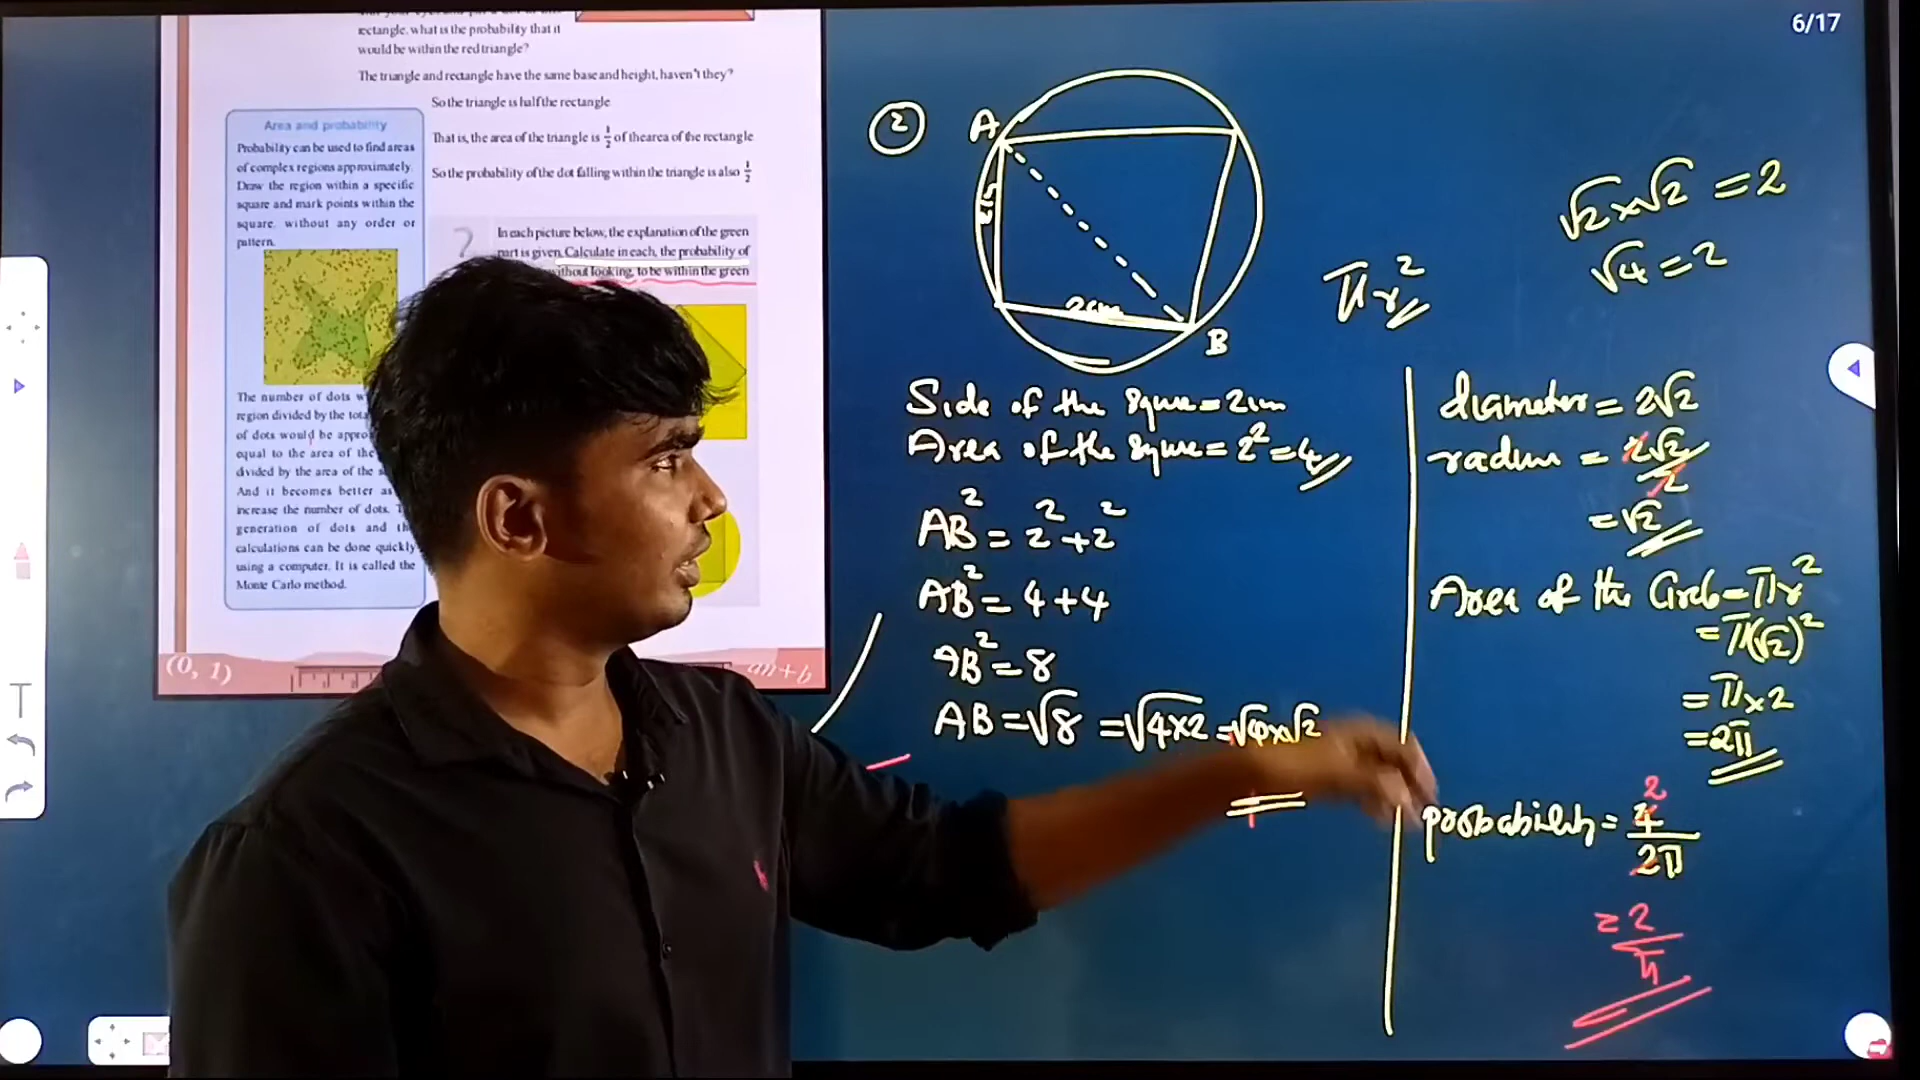 6/17
rectangle, what is the probability that it
would be within the red triangle?
The triangle and rectangle have the same base and height, haven't they?
So the triangle is half the rectangle
That is, the area of the triangle is 1/2 of thearea of the rectangle
So the probability of the dot falling within the triangle is also 1/2
Area and probability
Probability can be used to find areas
of complex regions approximately.
Draw the region within a specific
square and mark points within the
square, without any order or
pattern.
The number of dots w
region divided by the tota
of dots would be appro
equal to the area of the
divided by the area of the s
And it becomes better as
increase the number of dots. T
generation of dots and th
calculations can be done quickly
using a computer. It is called the
Monte Carlo method.
?
In each picture below, the explanation of the green
part is given. Calculate in each, the probability of
without looking, to be within the green
(0, 1)
an+b
2
A
2cm
B
πr²
√2×√2 = 2
√4 = 2
Side of the square = 2cm
Area of the square = 2² = 4
AB² = 2² + 2²
AB² = 4 + 4
AB² = 8
AB = √8 = √4×2 = √4×√2
diameter = 2√2
radius = 2√2/2
= √2
Area of the Circle = πr²
= π(√2)²
= π×2
= 2π
probability = 4/2π
2
= 2/π
T